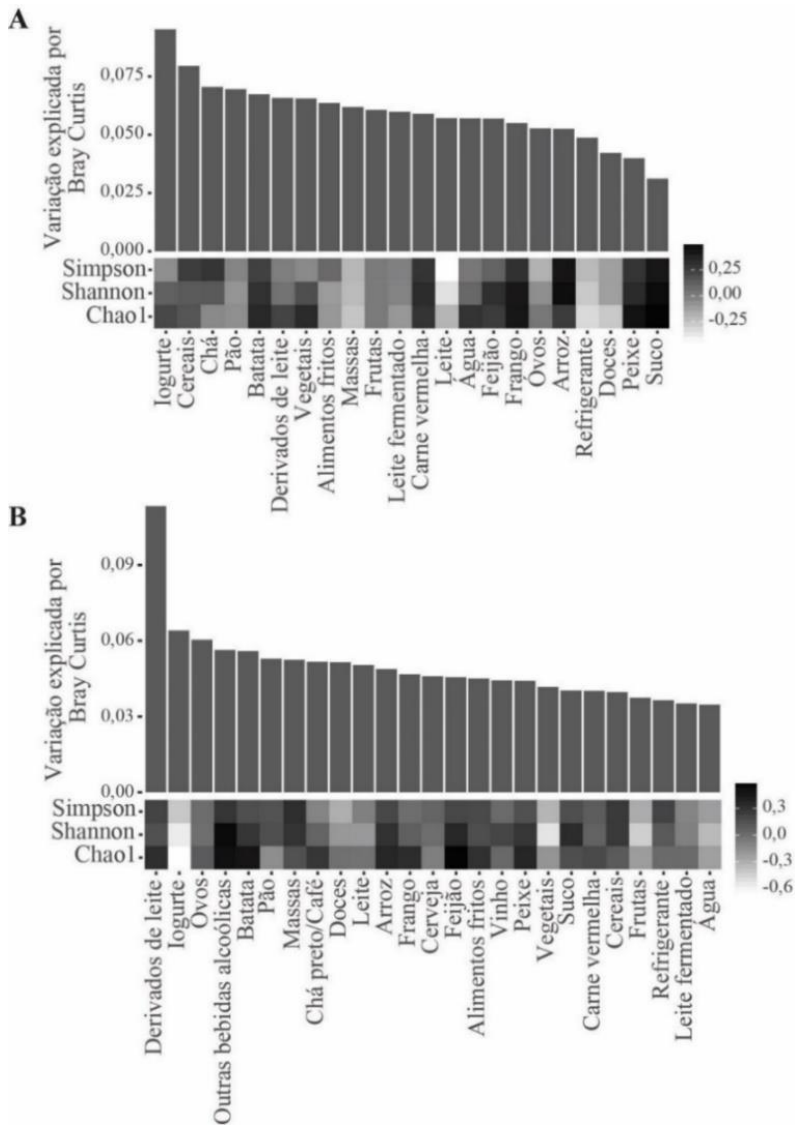 A
Variação explicada por
Bray Curtis
0,075
0,050
0,025
0,000
Simpson
Shannon
Chao1
0,25
0,00
-0,25
Iogurte
Cereais
Chá
Pão
Batata
Derivados de leite
Vegetais
Alimentos fritos
Massas
Frutas
Leite fermentado
Carne vermelha
Leite
Água
Feijão
Frango
Ovos
Arroz
Refrigerante
Doces
Peixe
Suco
B
Variação explicada por
Bray Curtis
0,09
0,06
0,03
0,00
Simpson
Shannon
Chao1
0,3
0,0
-0,3
-0,6
Derivados de leite
Iogurte
Ovos
Outras bebidas alcoólicas
Batata
Pão
Massas
Chá preto/Café
Doces
Leite
Arroz
Frango
Cerveja
Feijão
Alimentos fritos
Vinho
Peixe
Vegetais
Suco
Carne vermelha
Cereais
Frutas
Refrigerante
Leite fermentado
Água